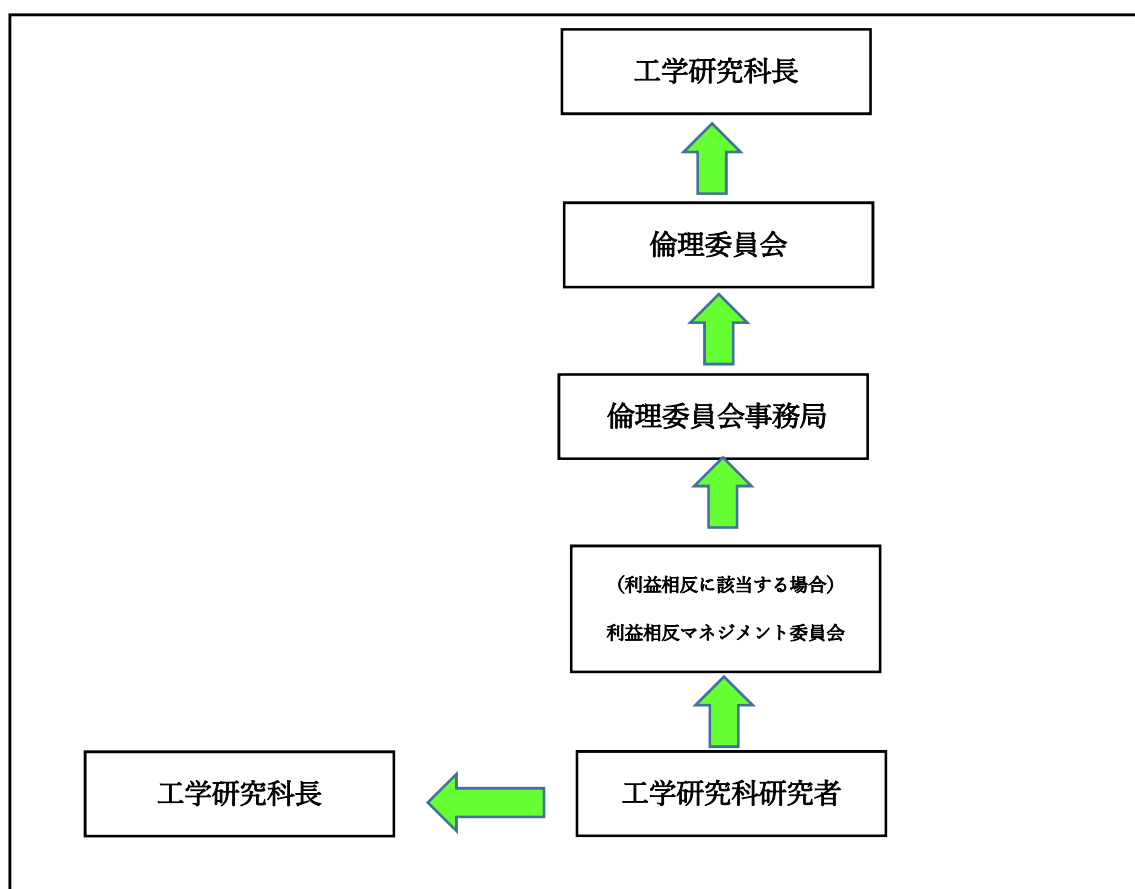 工学研究科長
倫理委員会
倫理委員会事務局
（利益相反に該当する場合）
利益相反マネジメント委員会
工学研究科長
工学研究科研究者